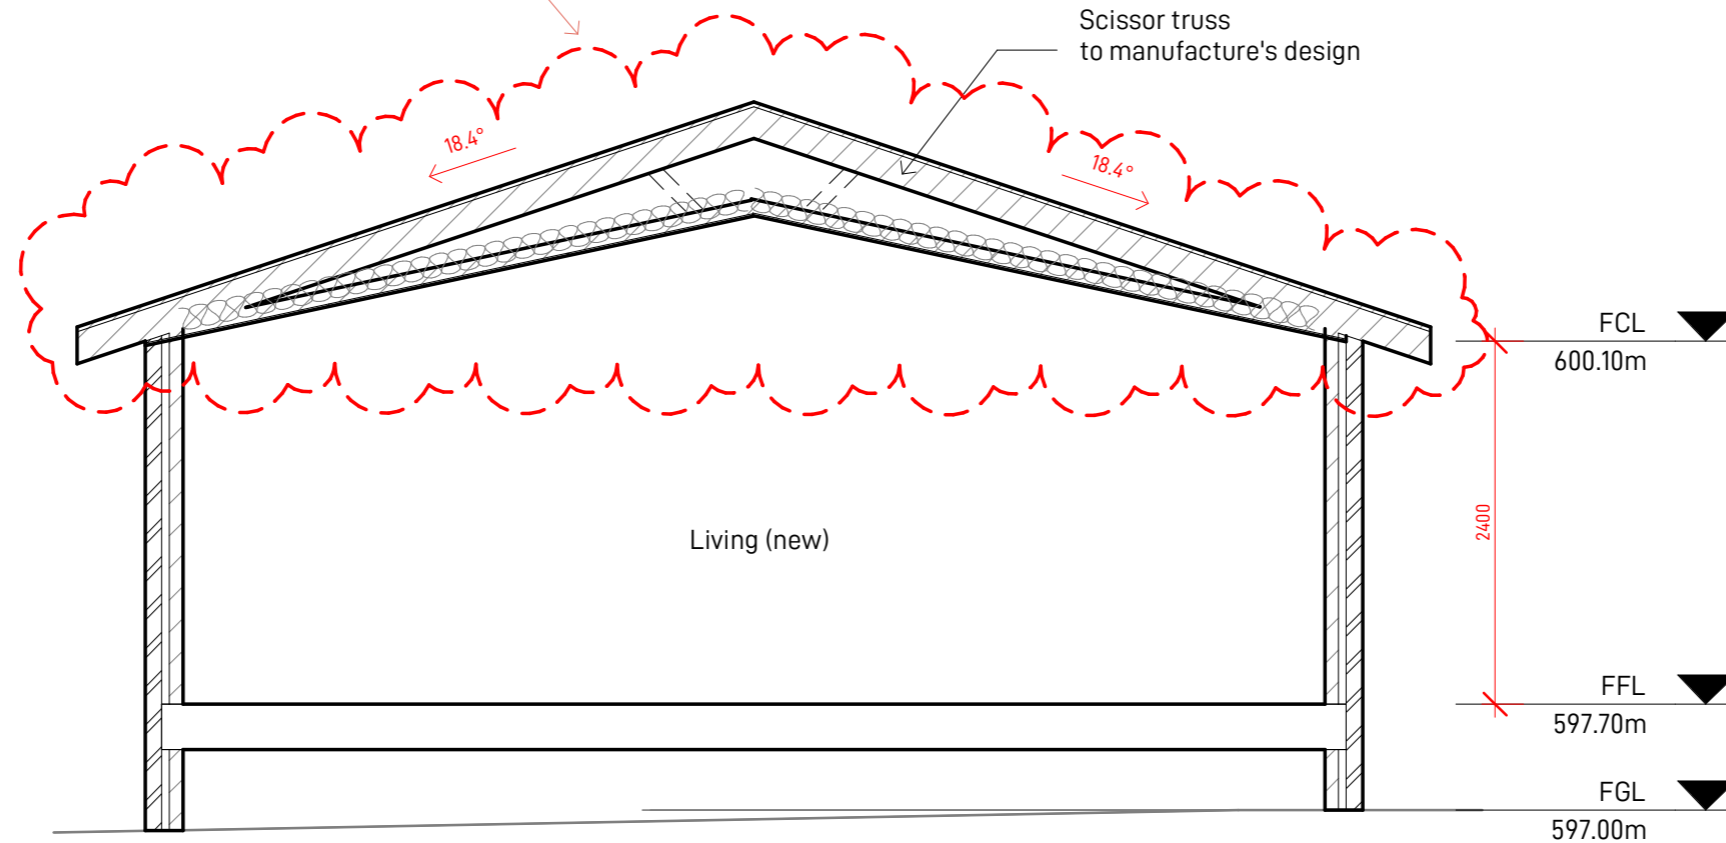 Scissor truss
to manufacture's design
18.4°
18.4°
FCL
600.10m
2400
Living (new)
FFL
597.70m
FGL
597.00m